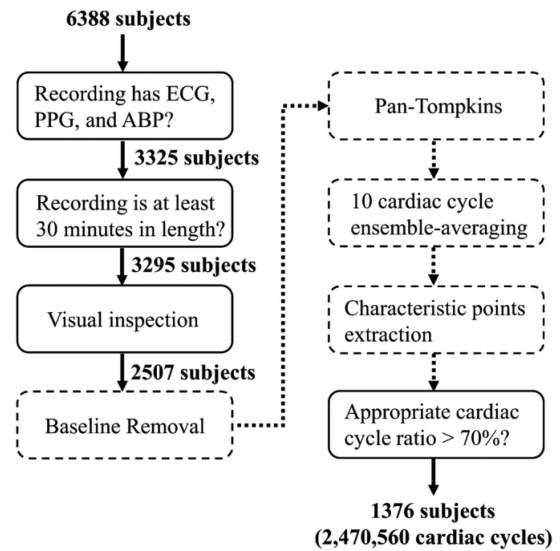 6388 subjects
Recording has ECG,
PPG, and ABP?
3325 subjects
Recording is at least
30 minutes in length?
3295 subjects
Visual inspection
2507 subjects
Baseline Removal
Pan-Tompkins
10 cardiac cycle
ensemble-averaging
Characteristic points
extraction
Appropriate cardiac
cycle ratio > 70%?
1376 subjects
(2,470,560 cardiac cycles)